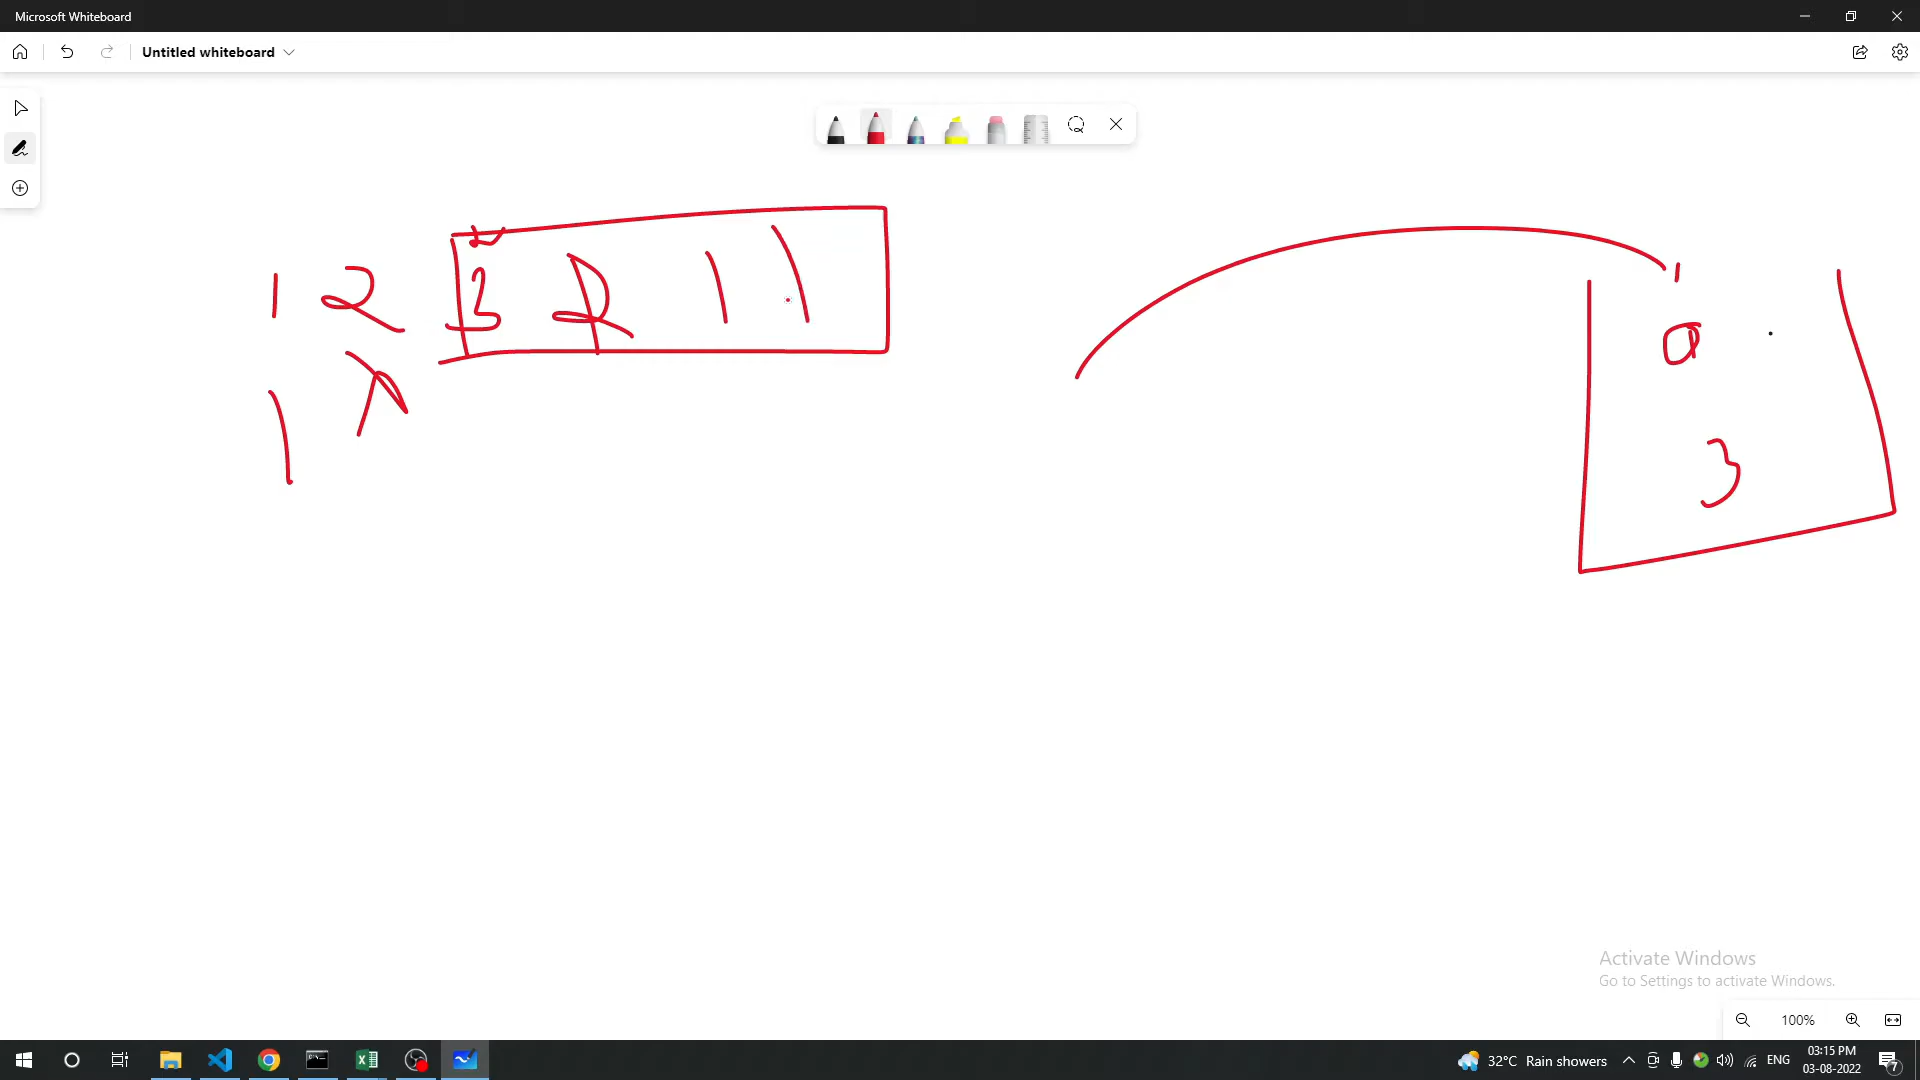 Microsoft Whiteboard
Untitled whiteboard
1 2 3 2 1 1
1
3
Activate Windows
Go to Settings to activate Windows.
100%
32°C Rain showers
ENG
03:15 PM
03-08-2022
7